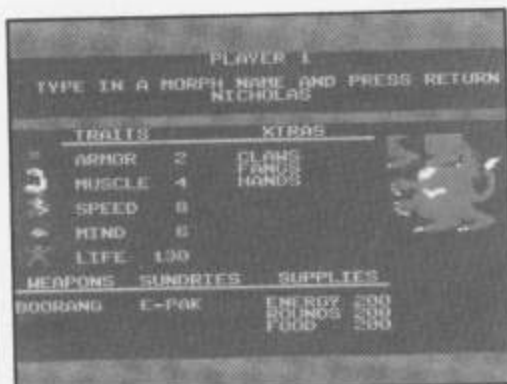 PLAYER 1
TYPE IN A MORPH NAME AND PRESS RETURN
NICHOLAS
TRAITS XTRAS
ARMOR 2 CLAWS
MUSCLE 4 FANGS
HANDS
SPEED 8
MIND 6
LIFE 130
WEAPONS SUNDRIES SUPPLIES
BOORANG E-PAK ENERGY 200
ROUNDS 200
FOOD 200